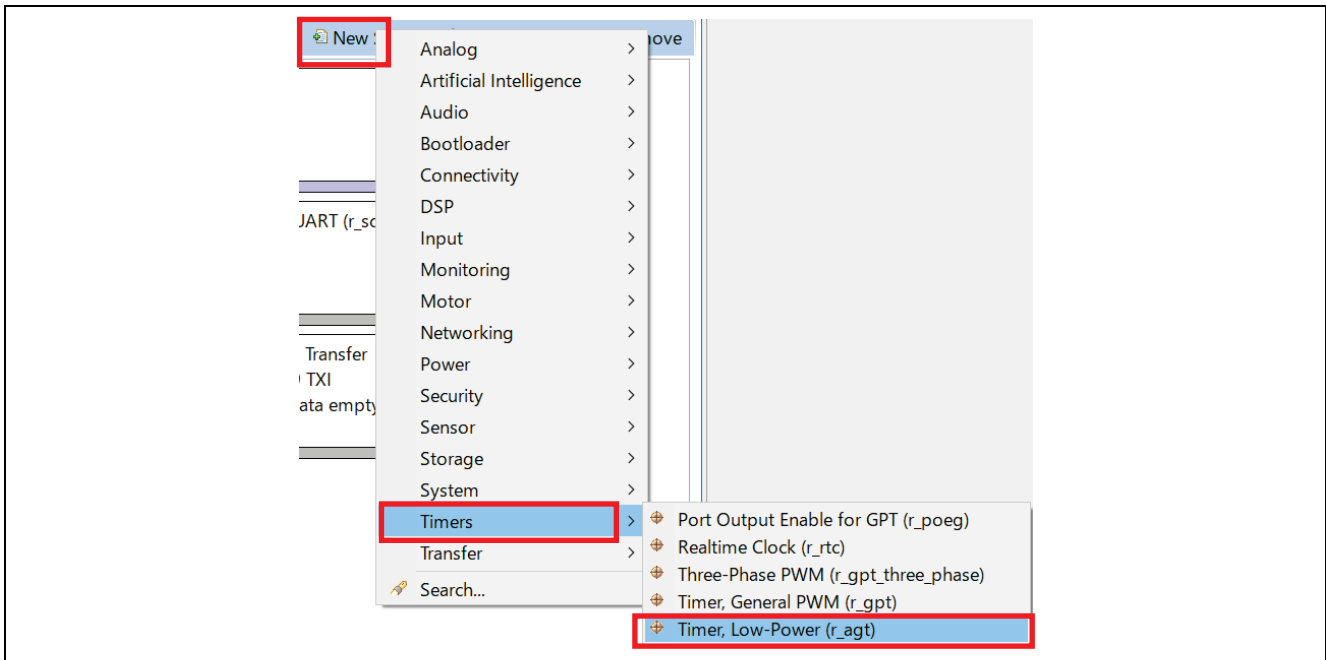 New
ove
Analog
Artificial Intelligence
Audio
Bootloader
Connectivity
DSP
UART (r_sc
Input
Monitoring
Motor
Networking
Transfer
Power
TXI
Security
ata empty
Sensor
Storage
System
Timers
Port Output Enable for GPT (r_poeg)
Realtime Clock (r_rtc)
Transfer
Three-Phase PWM (r_gpt_three_phase)
Search...
Timer, General PWM (r_gpt)
Timer, Low-Power (r_agt)